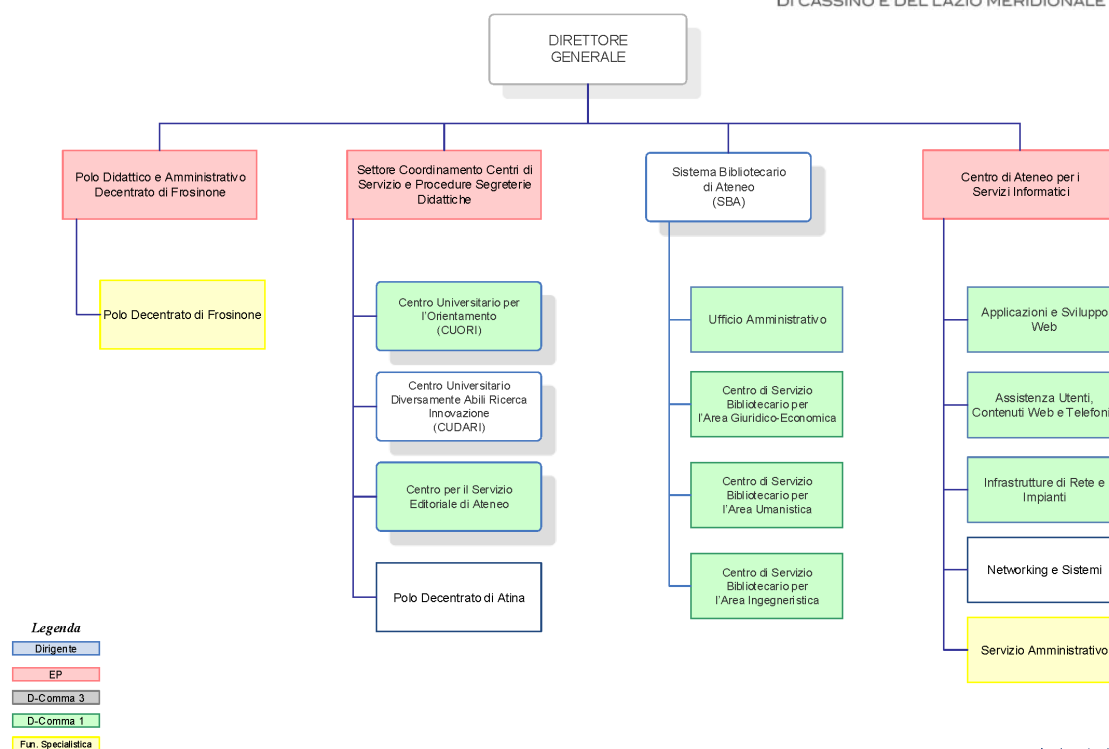 DI CASSINO E DEL LAZIO MERIDIONALE
DIRETTORE
GENERALE
Polo Didattico e Amministrativo
Decentrato di Frosinone
Settore Coordinamento Centri di
Servizio e Procedure Segreterie
Didattiche
Sistema Bibliotecario
di Ateneo
(SBA)
Centro di Ateneo per i
Servizi Informatici
Polo Decentrato di Frosinone
Centro Universitario per
l'Orientamento
(CUORI)
Centro Universitario
Diversamente Abili Ricerca
Innovazione
(CUDARI)
Centro per il Servizio
Editoriale di Ateneo
Polo Decentrato di Atina
Ufficio Amministrativo
Centro di Servizio
Bibliotecario per
l'Area Giuridico-Economica
Centro di Servizio
Bibliotecario per
l'Area Umanistica
Centro di Servizio
Bibliotecario per
l'Area Ingegneristica
Applicazioni e Sviluppo
Web
Assistenza Utenti,
Contenuti Web e Telefoni
Infrastrutture di Rete e
Impianti
Networking e Sistemi
Servizio Amministrativo
Legenda
Dirigente
EP
D-Comma 3
D-Comma 1
Fun. Specialistica